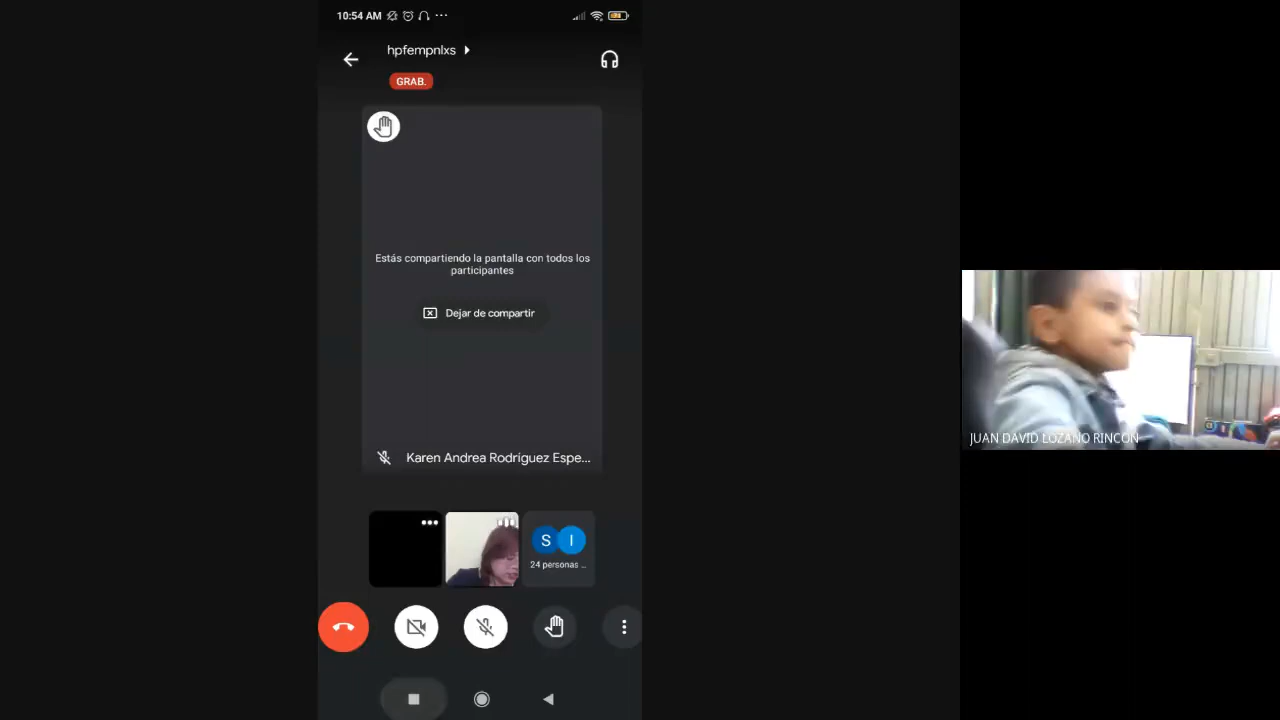 10:54 AM
hpfempnlxs
GRAB.
Estás compartiendo la pantalla con todos los
participantes
Dejar de compartir
Karen Andrea Rodríguez Espe...
S I
24 personas ...
JUAN DAVID LOZANO RINCON